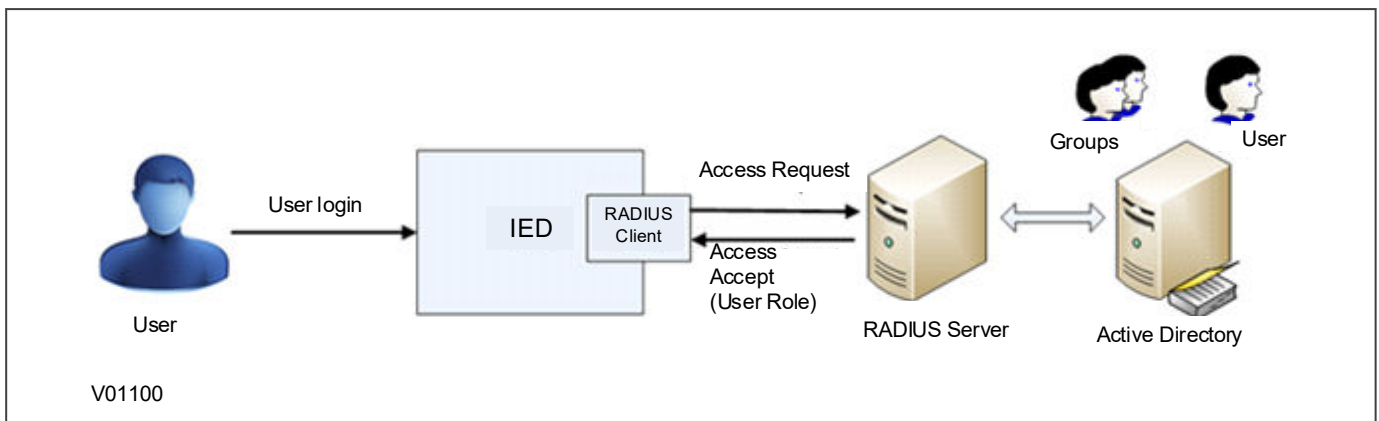 Groups
User
Access Request
User login
IED
RADIUS
Client
Access
Accept
(User Role)
User
RADIUS Server
Active Directory
V01100